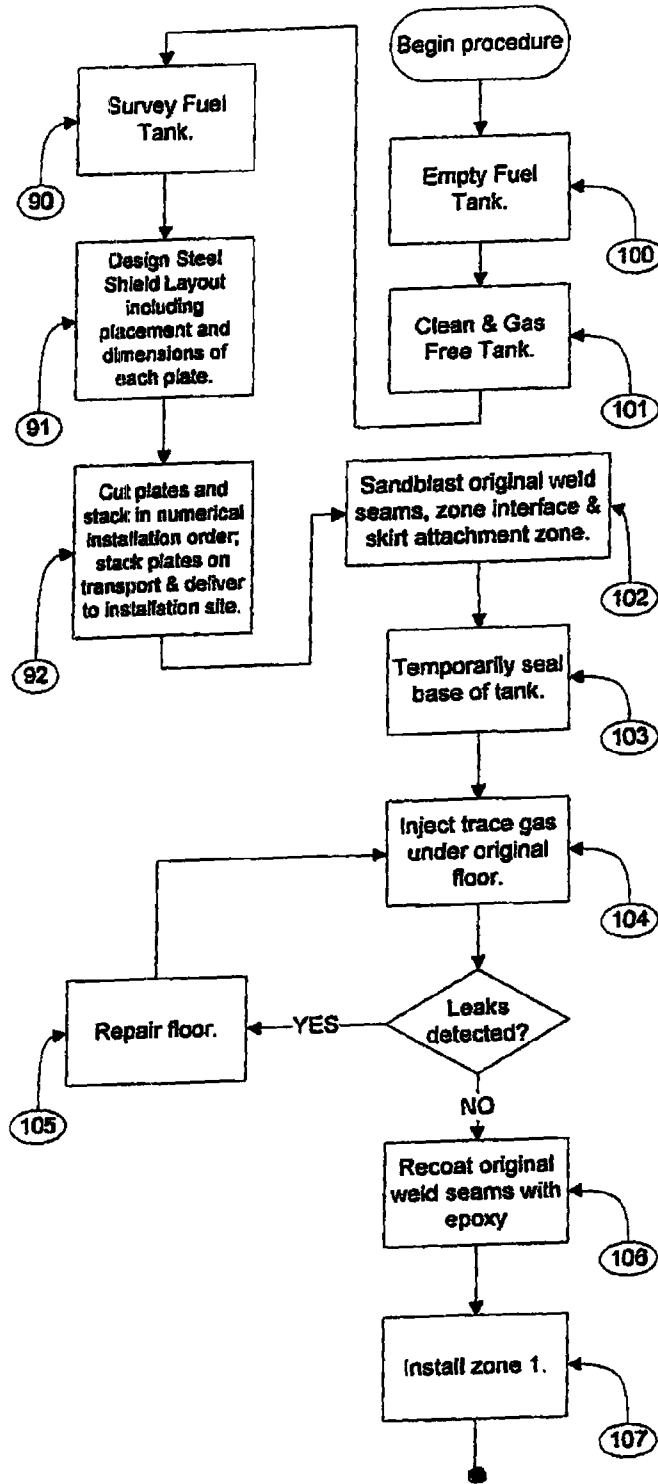 Begin procedure
Empty Fuel
Tank.
100
Clean & Gas
Free Tank.
101
Survey Fuel
Tank.
90
Design Steel
Shield Layout
including
placement and
dimensions of
each plate.
91
Cut plates and
stack in numerical
installation order;
stack plates on
transport & deliver
to installation site.
92
Sandblast original weld
seams, zone interface &
skirt attachment zone.
102
Temporarily seal
base of tank.
103
Inject trace gas
under original
floor.
104
Leaks
detected?
YES
Repair floor.
105
NO
Recoat original
weld seams with
epoxy
106
Install zone 1.
107